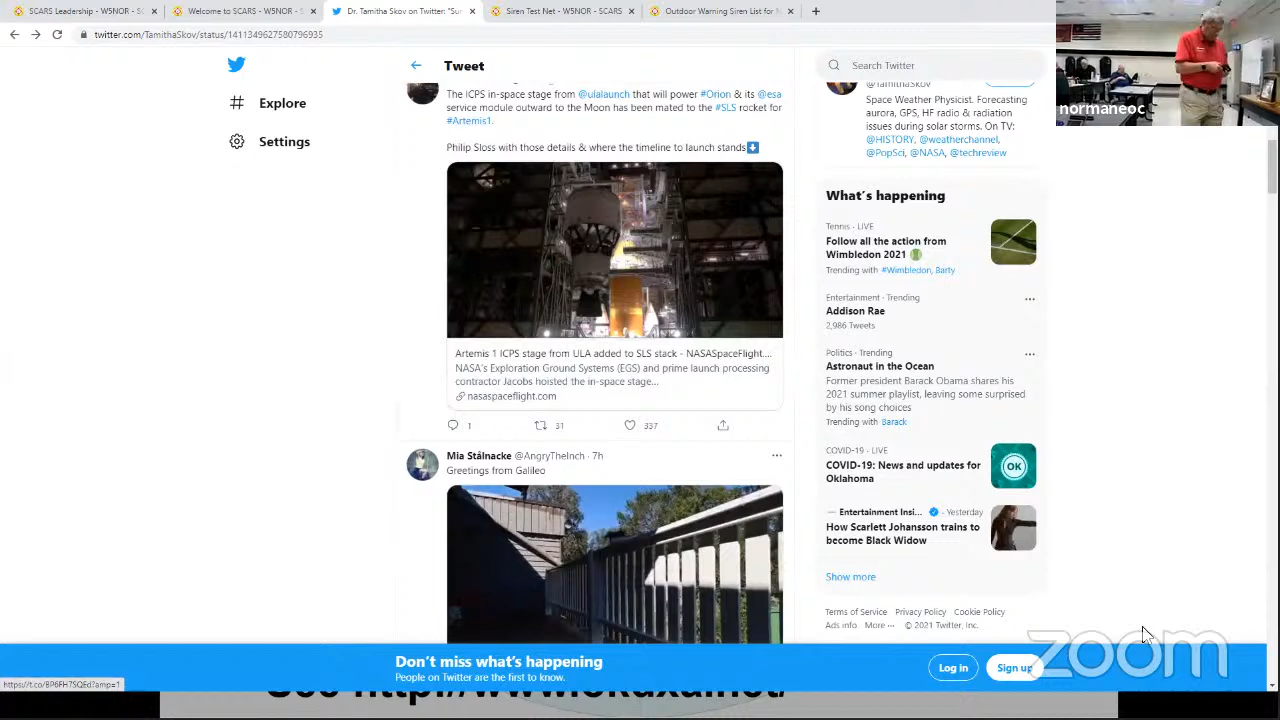 SCARS Leadership - W5NOR - SC
Welcome to SCARS - W5NOR - SC
Dr. Tamitha Skov on Twitter: "Su
Siren Test Net - W5NOR - SCARS
Outdoor Warning Siren List for N
twitter.com/TamithaSkov/status/1411349627580796935
Explore
Settings
Tweet
The ICPS in-space stage from @ulalaunch that will power #Orion & its @esa
service module outward to the Moon has been mated to the #SLS rocket for
#Artemis1.
Philip Sloss with those details & where the timeline to launch stands
Artemis 1 ICPS stage from ULA added to SLS stack - NASASpaceFlight....
NASA's Exploration Ground Systems (EGS) and prime launch processing
contractor Jacobs hoisted the in-space stage...
nasaspaceflight.com
1 31 337
Mia Stålnacke @AngryTheInch · 7h
Greetings from Galileo
Search Twitter
@TamithaSkov
Space Weather Physicist. Forecasting
aurora, GPS, HF radio & radiation
issues during solar storms. On TV:
@HISTORY, @weatherchannel,
@PopSci, @NASA, @techreview
What's happening
Tennis · LIVE
Follow all the action from
Wimbledon 2021
Trending with #Wimbledon, Barty
Entertainment · Trending
Addison Rae
2,986 Tweets
Politics · Trending
Astronaut in the Ocean
Former president Barack Obama shares his
2021 summer playlist, leaving some surprised
by his song choices
Trending with Barack
COVID-19 · LIVE
COVID-19: News and updates for
Oklahoma
OK
Entertainment Insi... · Yesterday
How Scarlett Johansson trains to
become Black Widow
Show more
Terms of Service Privacy Policy Cookie Policy
Ads info More ··· © 2021 Twitter, Inc.
normaneoc
Don't miss what's happening
People on Twitter are the first to know.
Log in
Sign up
zoom
https://t.co/BP6FH7SQEd?amp=1